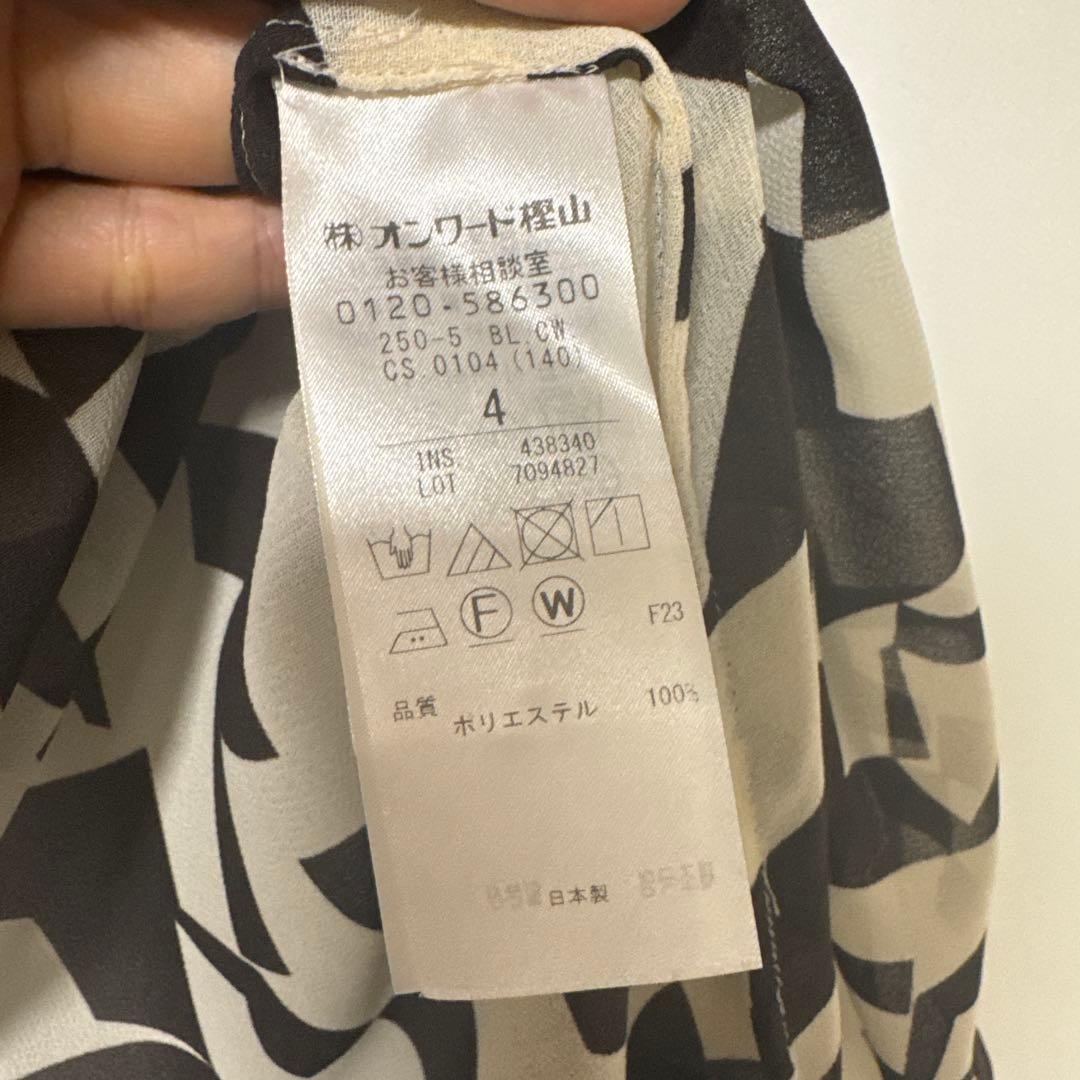 ㈱オンワード樫山
お客様相談室
0120-586300
250-5 BL.CW
CS.0104(140)
4
INS 438340
LOT 7094827
F W F23
品質 ポリエステル 100%
日本製